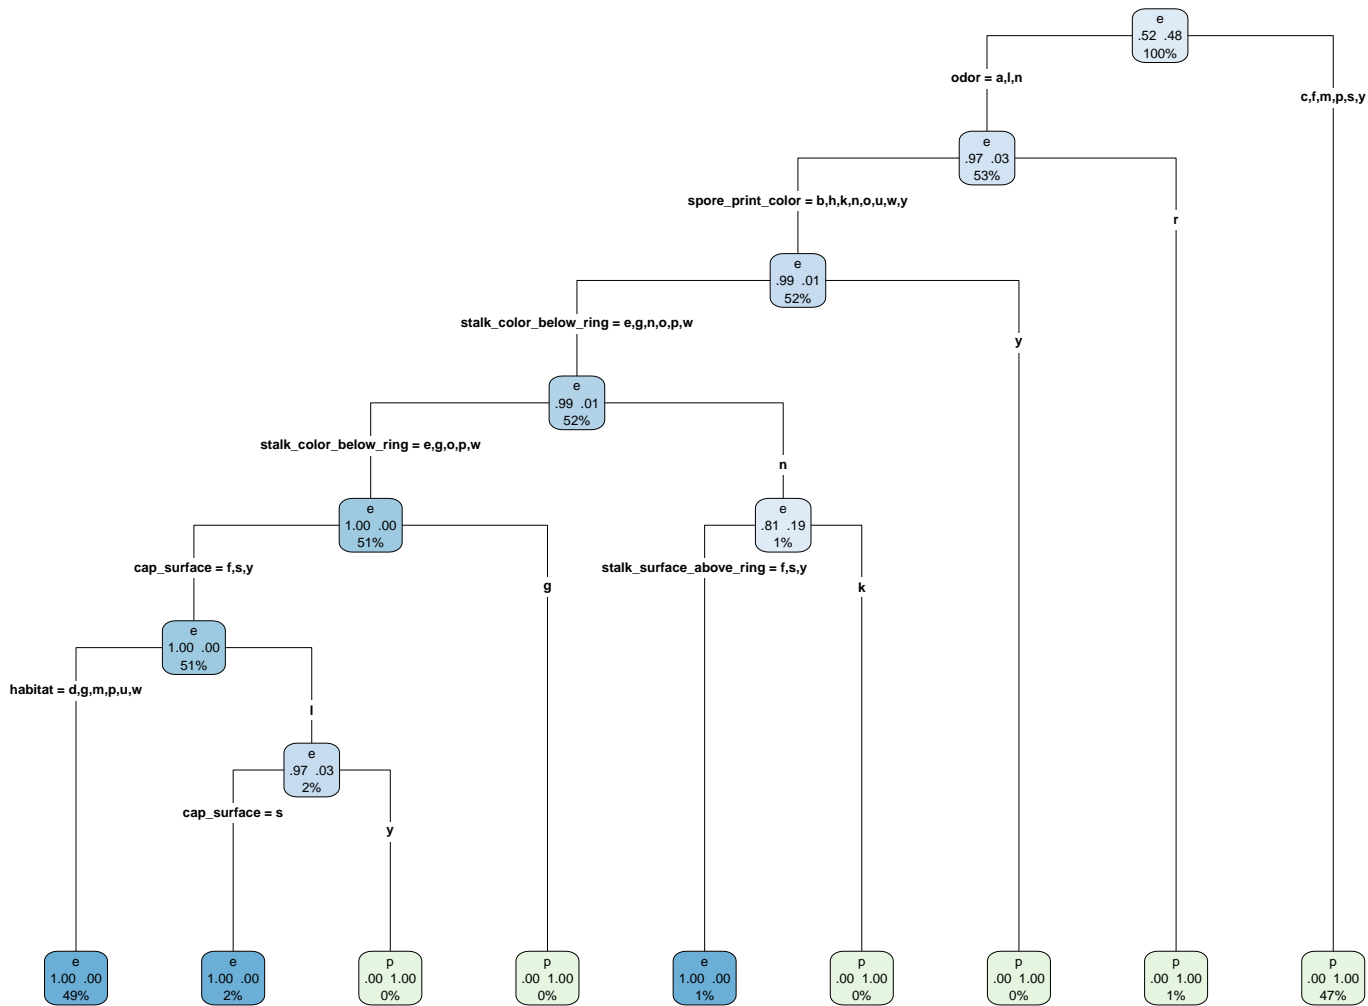 e
.52 .48
100%
odor = a,l,n
c,f,m,p,s,y
e
.97 .03
53%
spore_print_color = b,h,k,n,o,u,w,y
r
e
.99 .01
52%
stalk_color_below_ring = e,g,n,o,p,w
y
e
.99 .01
52%
stalk_color_below_ring = e,g,o,p,w
n
e
1.00 .00
51%
e
.81 .19
1%
cap_surface = f,s,y
g
stalk_surface_above_ring = f,s,y
k
e
1.00 .00
51%
habitat = d,g,m,p,u,w
l
e
.97 .03
2%
cap_surface = s
y
e
1.00 .00
49%
e
1.00 .00
2%
p
.00 1.00
0%
p
.00 1.00
0%
e
1.00 .00
1%
p
.00 1.00
0%
p
.00 1.00
0%
p
.00 1.00
1%
p
.00 1.00
47%